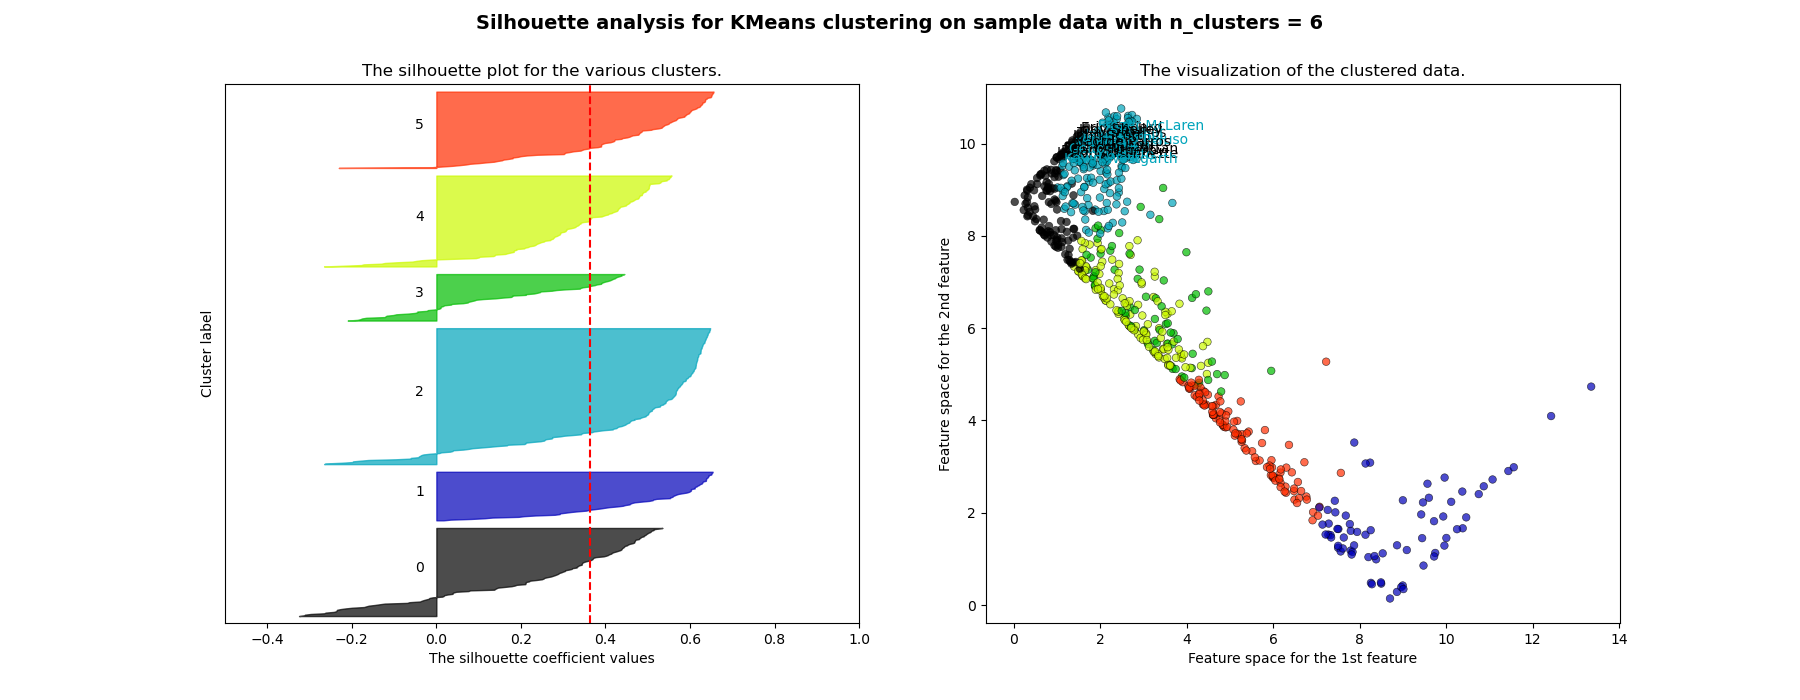 Silhouette analysis for KMeans clustering on sample data with n_clusters = 6
The silhouette plot for the various clusters.
5
4
3
2
1
0
Cluster label
−0.4 −0.2 0.0 0.2 0.4 0.6 0.8 1.0
The silhouette coefficient values
The visualization of the clustered data.
McLaren
10
8
6
4
2
0
Feature space for the 2nd feature
0 2 4 6 8 10 12 14
Feature space for the 1st feature